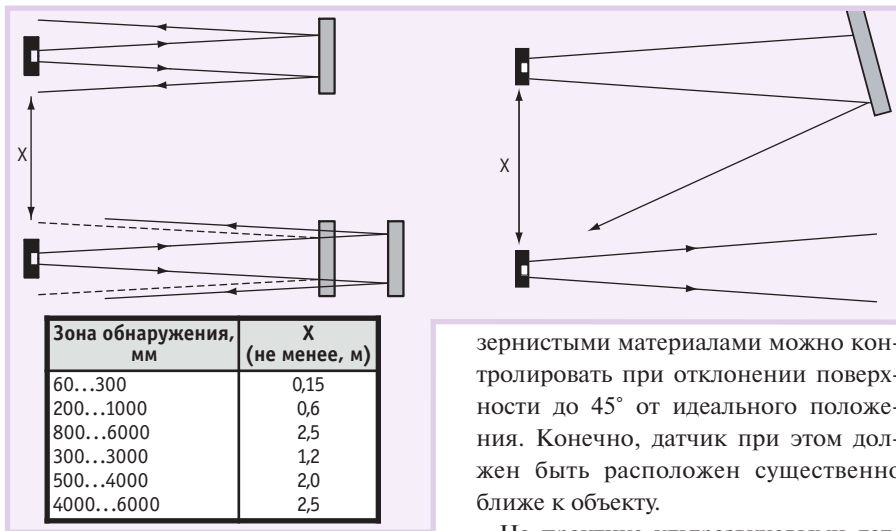 X
X
Зона обнаружения, мм
X (не менее, м)
60...300 0,15
200...1000 0,6
800...6000 2,5
300...3000 1,2
500...4000 2,0
4000...6000 2,5
зернистыми материалами можно кон-
тролировать при отклонении поверх-
ности до 45° от идеального положе-
ния. Конечно, датчик при этом дол-
жен быть расположен существенно
ближе к объекту.